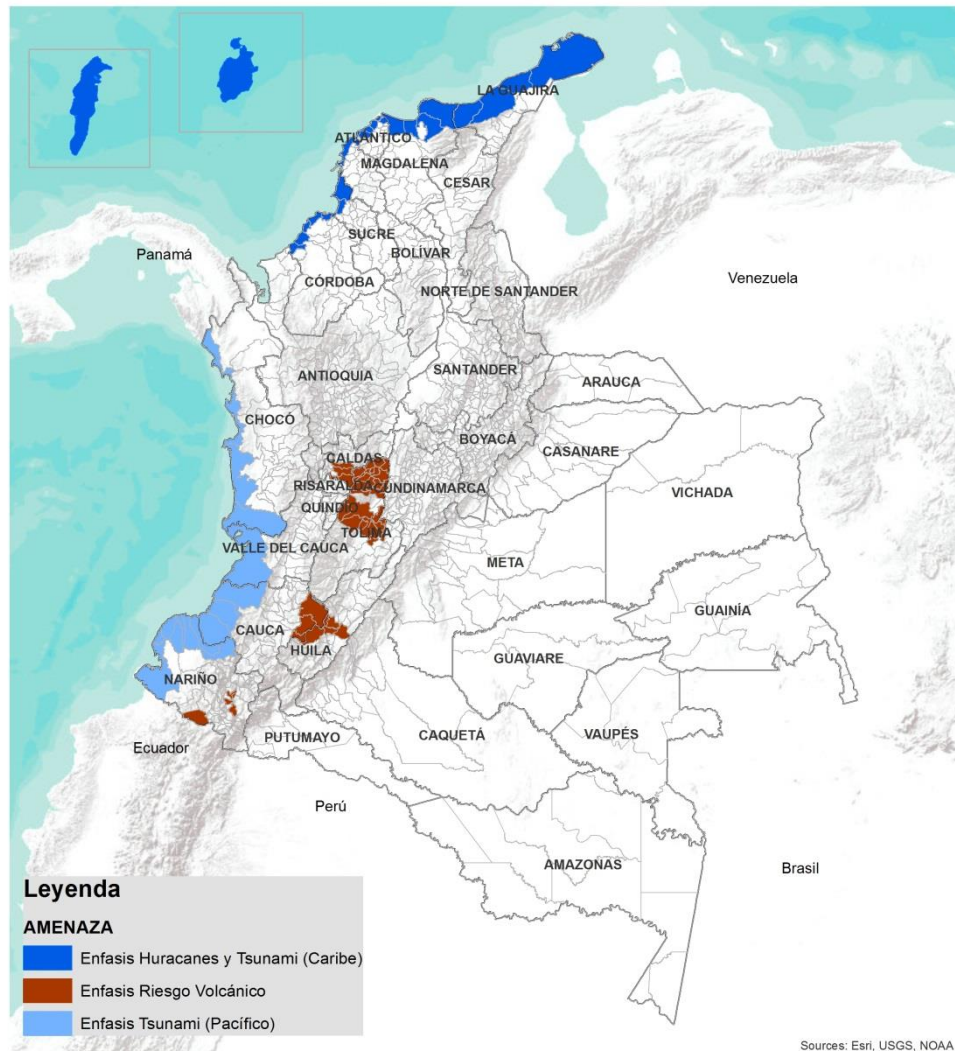 LA GUAJIRA
ATLÁNTICO
MAGDALENA
CESAR
SUCRE
BOLÍVAR
Panamá
CÓRDOBA
NORTE DE SANTANDER
Venezuela
ANTIOQUIA
SANTANDER
ARAUCA
CHOCÓ
BOYACÁ
CASANARE
CALDAS
RISARALDA
CUNDINAMARCA
VICHADA
QUINDÍO
TOLIMA
VALLE DEL CAUCA
META
GUAINÍA
CAUCA
HUILA
GUAVIARE
NARIÑO
PUTUMAYO
CAQUETÁ
VAUPÉS
Ecuador
Perú
AMAZONAS
Brasil
Leyenda
AMENAZA
Enfasis Huracanes y Tsunami (Caribe)
Enfasis Riesgo Volcánico
Enfasis Tsunami (Pacífico)
Sources: Esri, USGS, NOAA